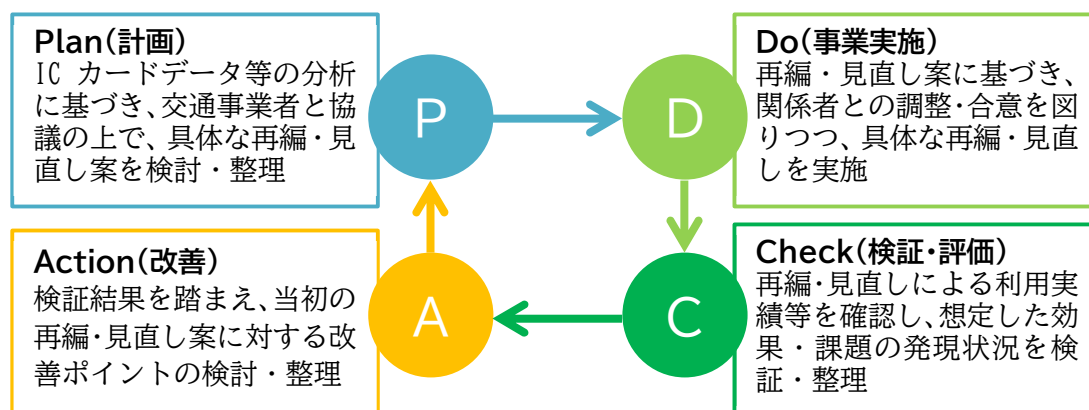 Plan(計画)
IC カードデータ等の分析
に基づき、交通事業者と協
議の上で、具体な再編・見
直し案を検討・整理
P
D
Do(事業実施)
再編・見直し案に基づき、
関係者との調整・合意を図
りつつ、具体な再編・見直
しを実施
Action(改善)
検証結果を踏まえ、当初の
再編・見直し案に対する改
善ポイントの検討・整理
A
C
Check(検証・評価)
再編・見直しによる利用実
績等を確認し、想定した効
果・課題の発現状況を検
証・整理